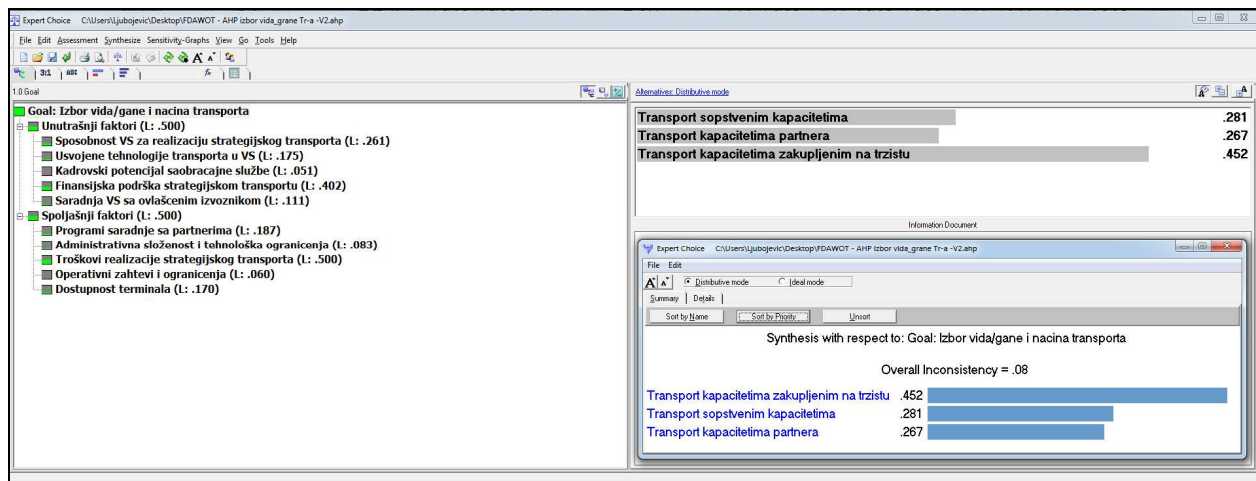 Expert Choice C:\Users\Ljubojevic\Desktop\FDAWOT - AHP izbor vida_grane Tr-a -V2.ahp
File Edit Assessment Synthesize Sensitivity-Graphs View Go Tools Help
3:1 ABC fx
1.0 Goal
Goal: Izbor vida/gane i nacina transporta
Unutrašnji faktori (L: .500)
Sposobnost VS za realizaciju strategijskog transporta (L: .261)
Usvojene tehnologije transporta u VS (L: .175)
Kadrovski potencijal saobracajne službe (L: .051)
Finansijska podrška strategijskom transportu (L: .402)
Saradnja VS sa ovlašcenim izvoznikom (L: .111)
Spoljašnji faktori (L: .500)
Programi saradnje sa partnerima (L: .187)
Administrativna složenost i tehnološka ogranicenja (L: .083)
Troškovi realizacije strategijskog transporta (L: .500)
Operativni zahtevi i ogranicenja (L: .060)
Dostupnost terminala (L: .170)
Alternatives: Distributive mode
Transport sopstvenim kapacitetima .281
Transport kapacitetima partnera .267
Transport kapacitetima zakupljenim na trzistu .452
Information Document
Expert Choice C:\Users\Ljubojevic\Desktop\FDAWOT - AHP izbor vida_grane Tr-a -V2.ahp
File Edit
A A Distributive mode Ideal mode
Summary Details
Sort by Name Sort by Priority Unsort
Synthesis with respect to: Goal: Izbor vida/gane i nacina transporta
Overall Inconsistency = .08
Transport kapacitetima zakupljenim na trzistu .452
Transport sopstvenim kapacitetima .281
Transport kapacitetima partnera .267